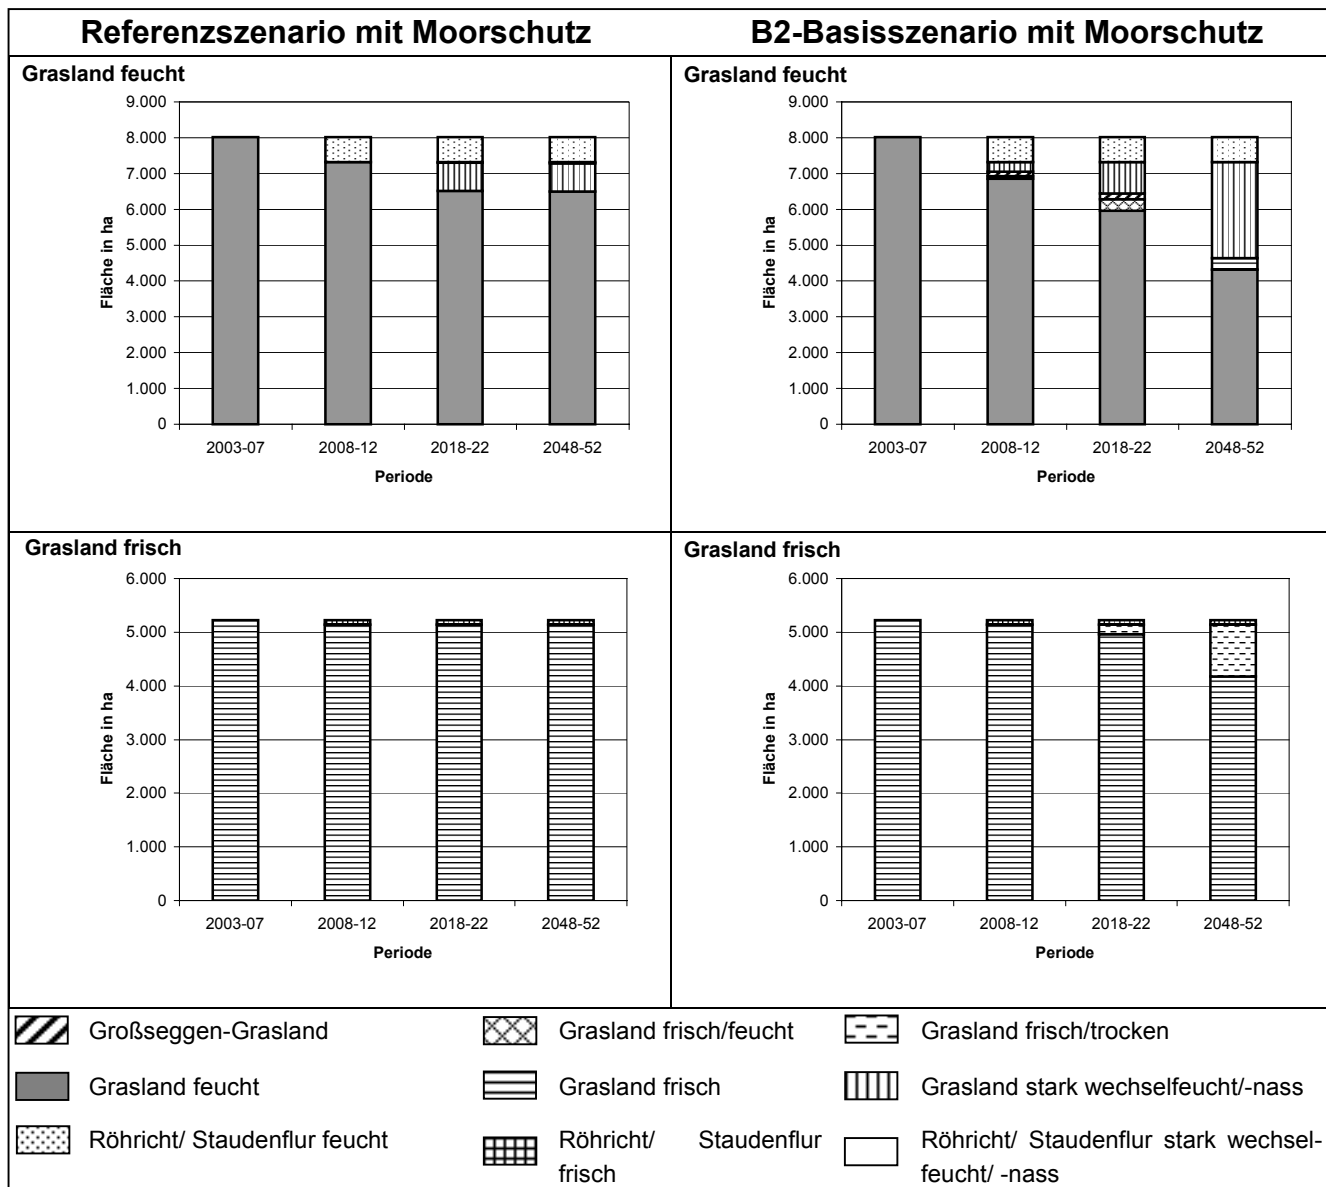 Referenzszenario mit Moorschutz
B2-Basisszenario mit Moorschutz
Grasland feucht
9.000
8.000
7.000
6.000
5.000
4.000
3.000
2.000
1.000
0
Fläche in ha
2003-07 2008-12 2018-22 2048-52
Periode
Grasland feucht
9.000
8.000
7.000
6.000
5.000
4.000
3.000
2.000
1.000
0
Fläche in ha
2003-07 2008-12 2018-22 2048-52
Periode
Grasland frisch
6.000
5.000
4.000
3.000
2.000
1.000
0
Fläche in ha
2003-07 2008-12 2018-22 2048-52
Periode
Grasland frisch
6.000
5.000
4.000
3.000
2.000
1.000
0
Fläche in ha
2003-07 2008-12 2018-22 2048-52
Periode
Großseggen-Grasland
Grasland frisch/feucht
Grasland frisch/trocken
Grasland feucht
Grasland frisch
Grasland stark wechselfeucht/-nass
Röhricht/ Staudenflur feucht
Röhricht/ Staudenflur
frisch
Röhricht/ Staudenflur stark wechsel-
feucht/ -nass